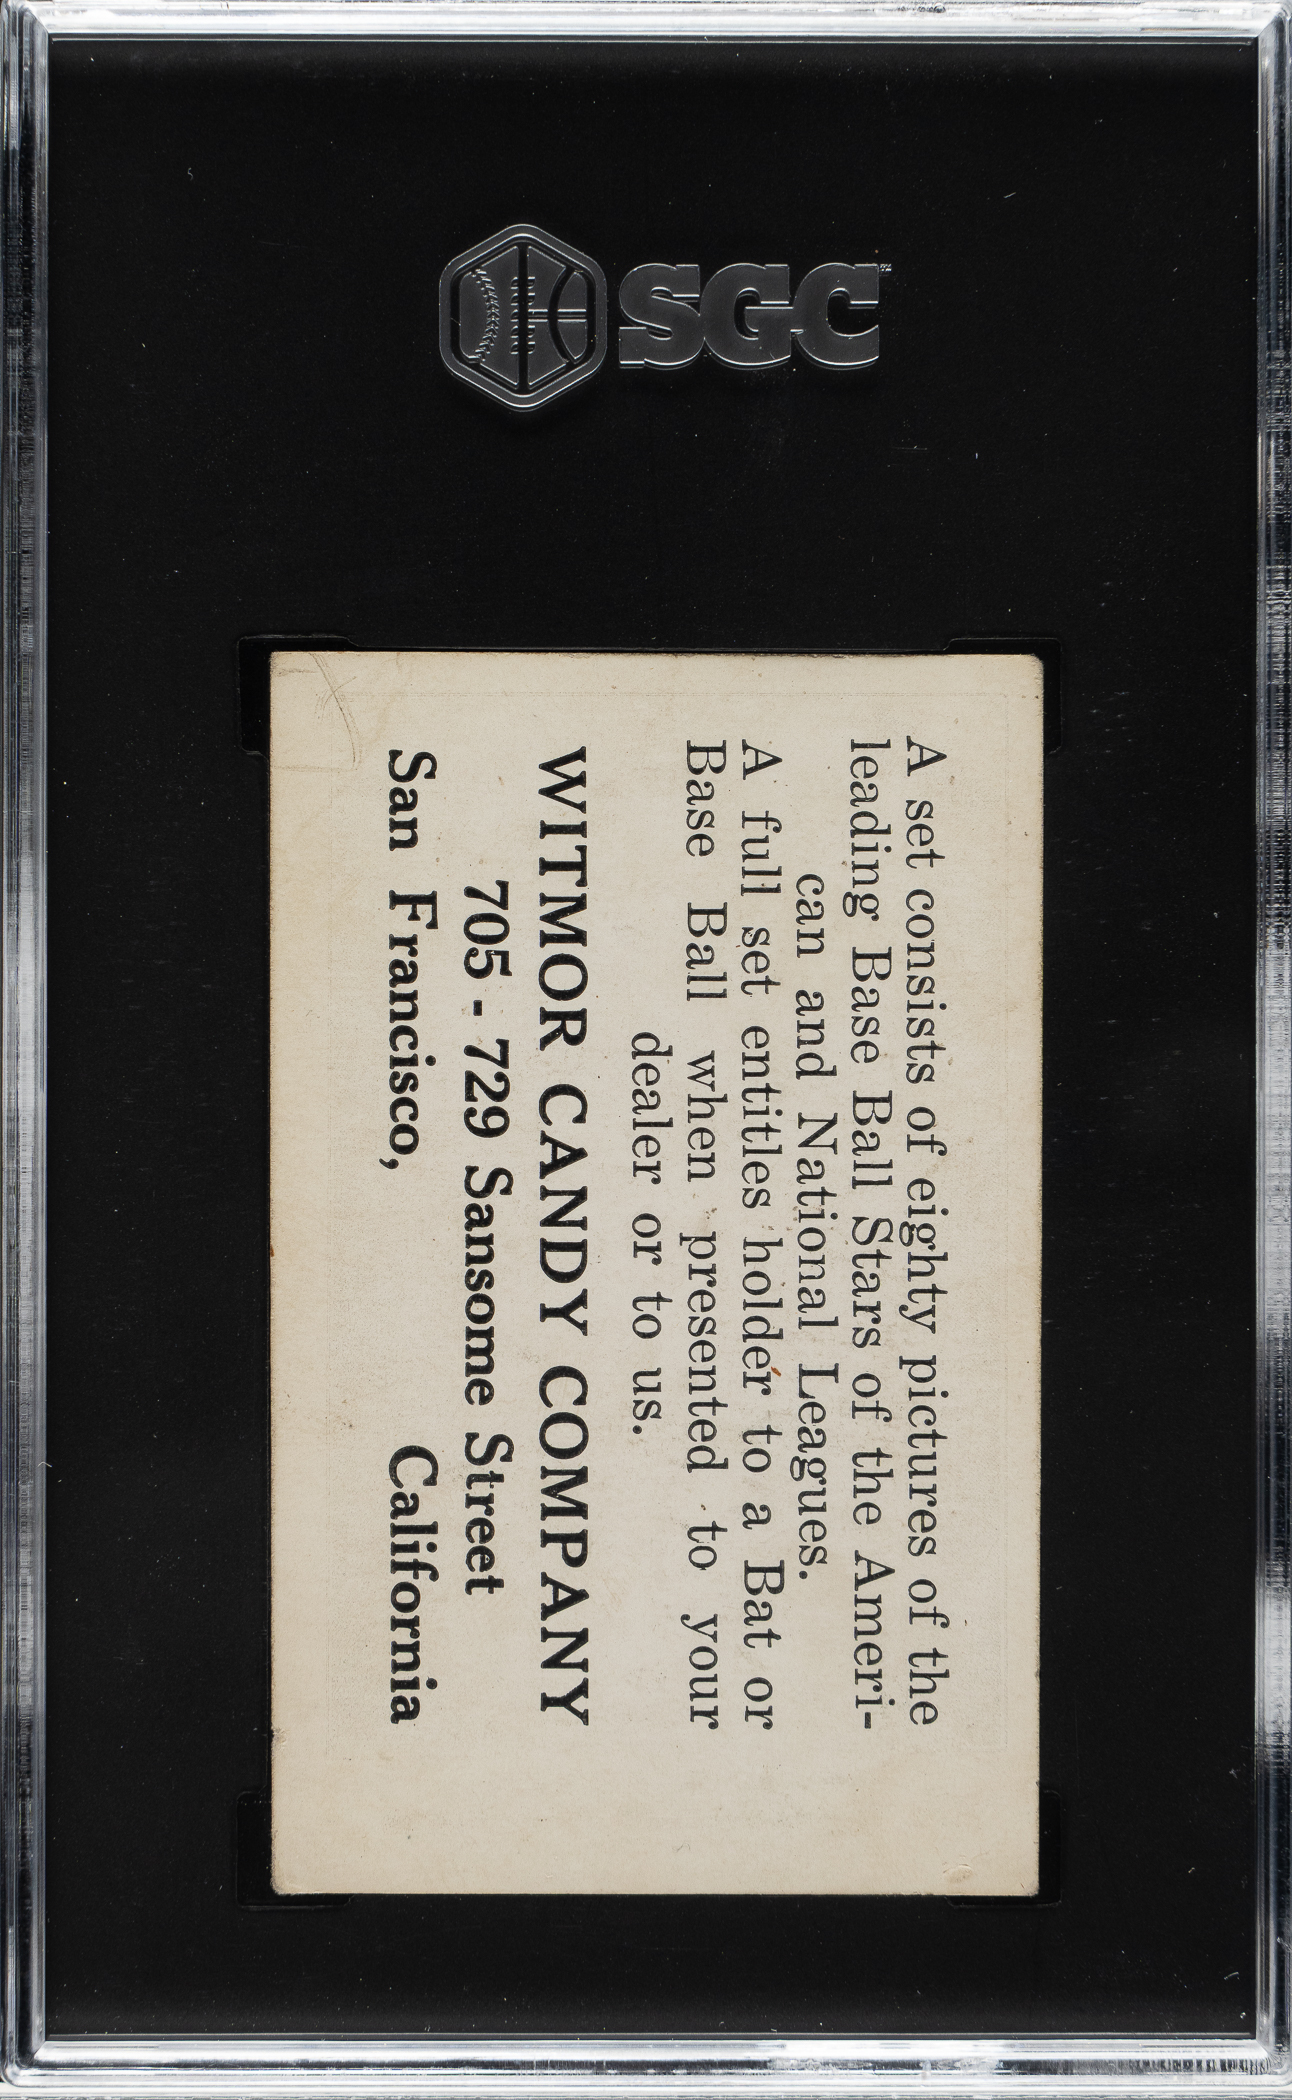 SGC
A set consists of eighty pictures of the
leading Base Ball Stars of the Ameri-
can and National Leagues.
A full set entitles holder to a Bat or
Base Ball when presented to your
dealer or to us.
WITMOR CANDY COMPANY
705 - 729 Sansome Street
San Francisco, California